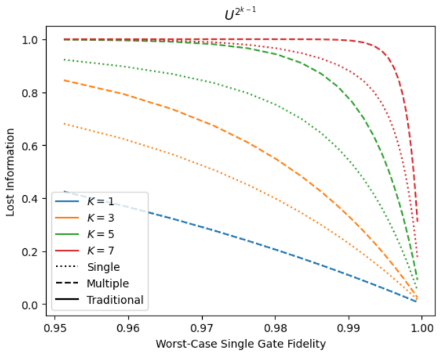 $U^{2^{k-1}}$
Lost Information
1.0
0.8
0.6
0.4
0.2
0.0
K = 1
K = 3
K = 5
K = 7
Single
Multiple
Traditional
0.95 0.96 0.97 0.98 0.99 1.00
Worst-Case Single Gate Fidelity